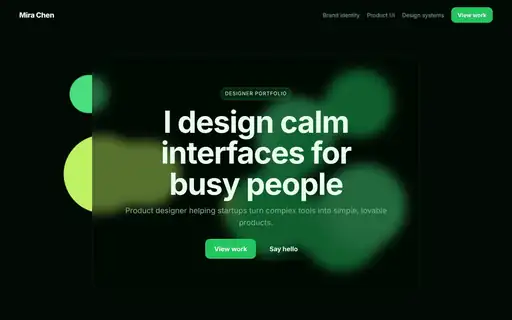 Mira Chen
Brand identity
Product UI
Design systems
View work
DESIGNER PORTFOLIO
I design calm
interfaces for
busy people
Product designer helping startups turn complex tools into simple, lovable
products.
View work
Say hello